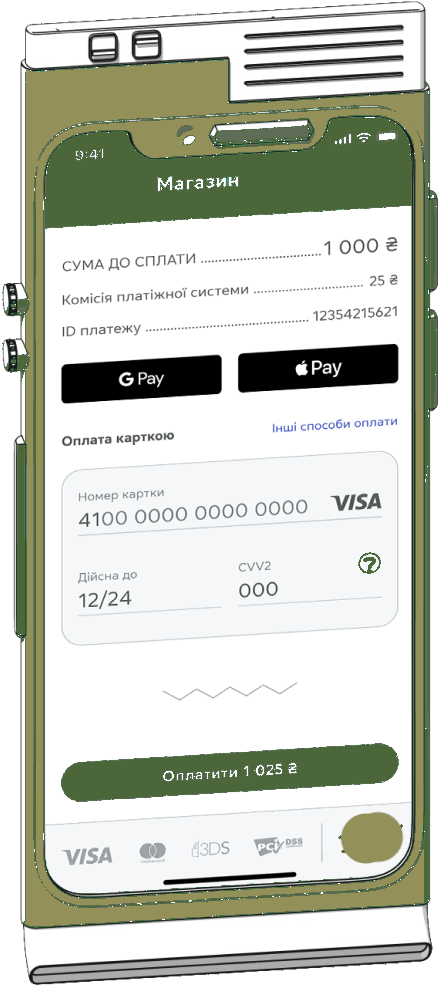 9:41
Магазин
СУМА ДО СПЛАТИ ........................ 1 000 ₴
Комісія платіжної системи ........................ 25 ₴
ID платежу ........................ 12354215621
G Pay
Pay
Оплата карткою
Інші способи оплати
Номер картки
4100 0000 0000 0000
VISA
Дійсна до
CVV2
?
12/24
000
Оплатити 1 025 ₴
VISA
mastercard
3DS
PCI DSS